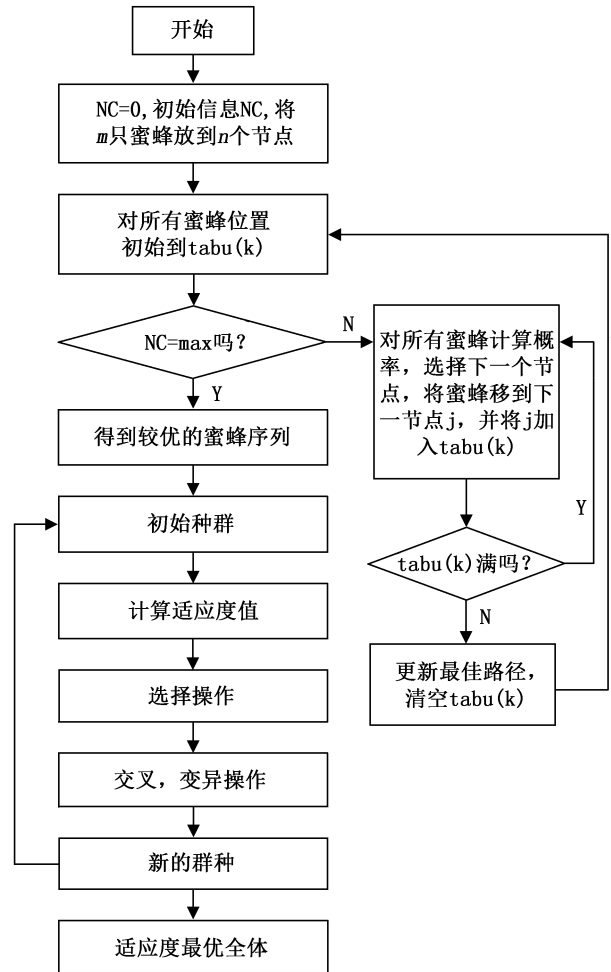 开始
NC=0,初始信息NC,将
m只蜜蜂放到n个节点
对所有蜜蜂位置
初始到tabu(k)
NC=max吗?
N
Y
对所有蜜蜂计算概
率，选择下一个节
点，将蜜蜂移到下
一节点j，并将j加
入tabu(k)
得到较优的蜜蜂序列
初始种群
Y
tabu(k)满吗?
N
计算适应度值
更新最佳路径，
清空tabu(k)
选择操作
交叉，变异操作
新的群种
适应度最优全体